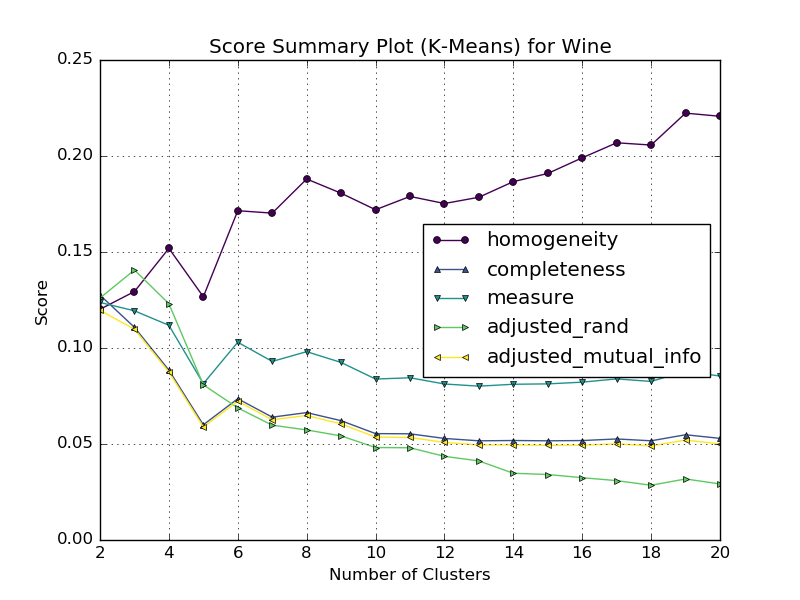 Score Summary Plot (K-Means) for Wine
0.25
0.20
0.15
0.10
0.05
0.00
Score
homogeneity
completeness
measure
adjusted_rand
adjusted_mutual_info
2 4 6 8 10 12 14 16 18 20
Number of Clusters